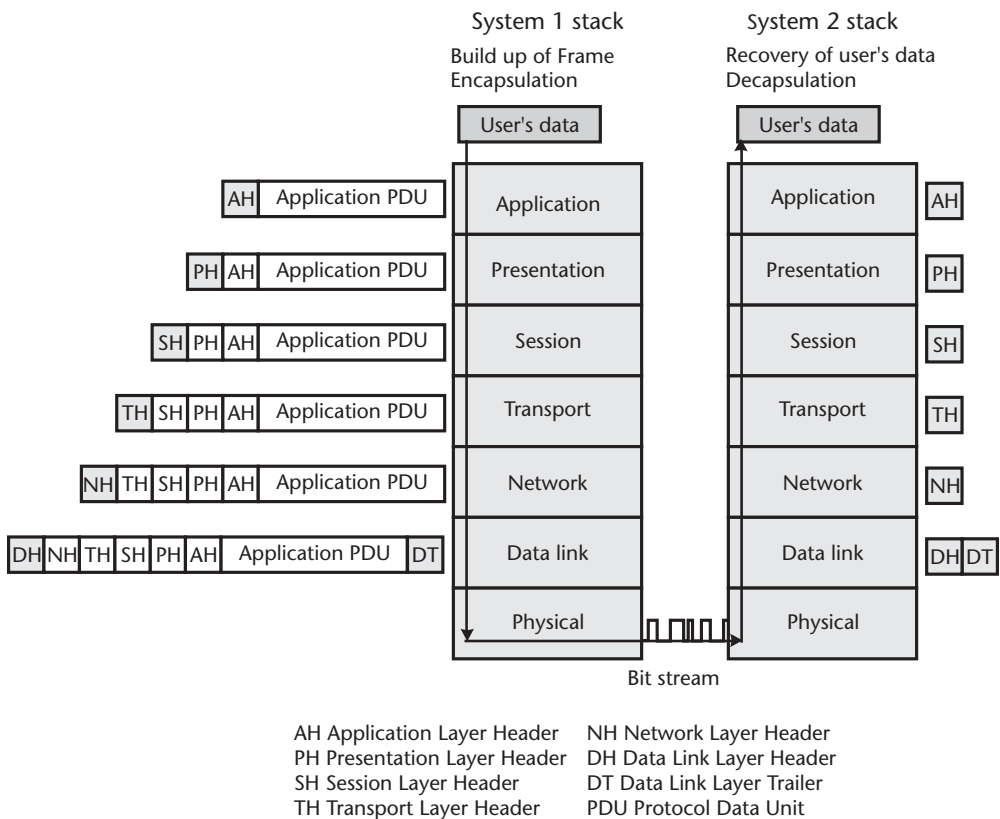 System 1 stack
System 2 stack
Build up of Frame
Encapsulation
Recovery of user's data
Decapsulation
User's data
User's data
AH Application PDU
Application
Application
AH
PH AH Application PDU
Presentation
Presentation
PH
SH PH AH Application PDU
Session
Session
SH
TH SH PH AH Application PDU
Transport
Transport
TH
NH TH SH PH AH Application PDU
Network
Network
NH
DH NH TH SH PH AH Application PDU DT
Data link
Data link
DH DT
Physical
Physical
Bit stream
AH Application Layer Header
PH Presentation Layer Header
SH Session Layer Header
TH Transport Layer Header
NH Network Layer Header
DH Data Link Layer Header
DT Data Link Layer Trailer
PDU Protocol Data Unit